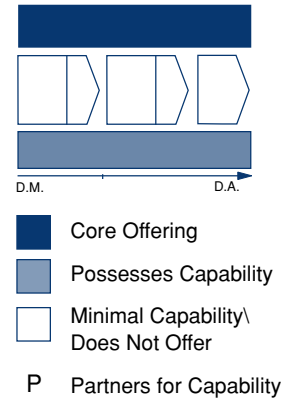 D.M. D.A.
Core Offering
Possesses Capability
Minimal Capability\
Does Not Offer
P Partners for Capability